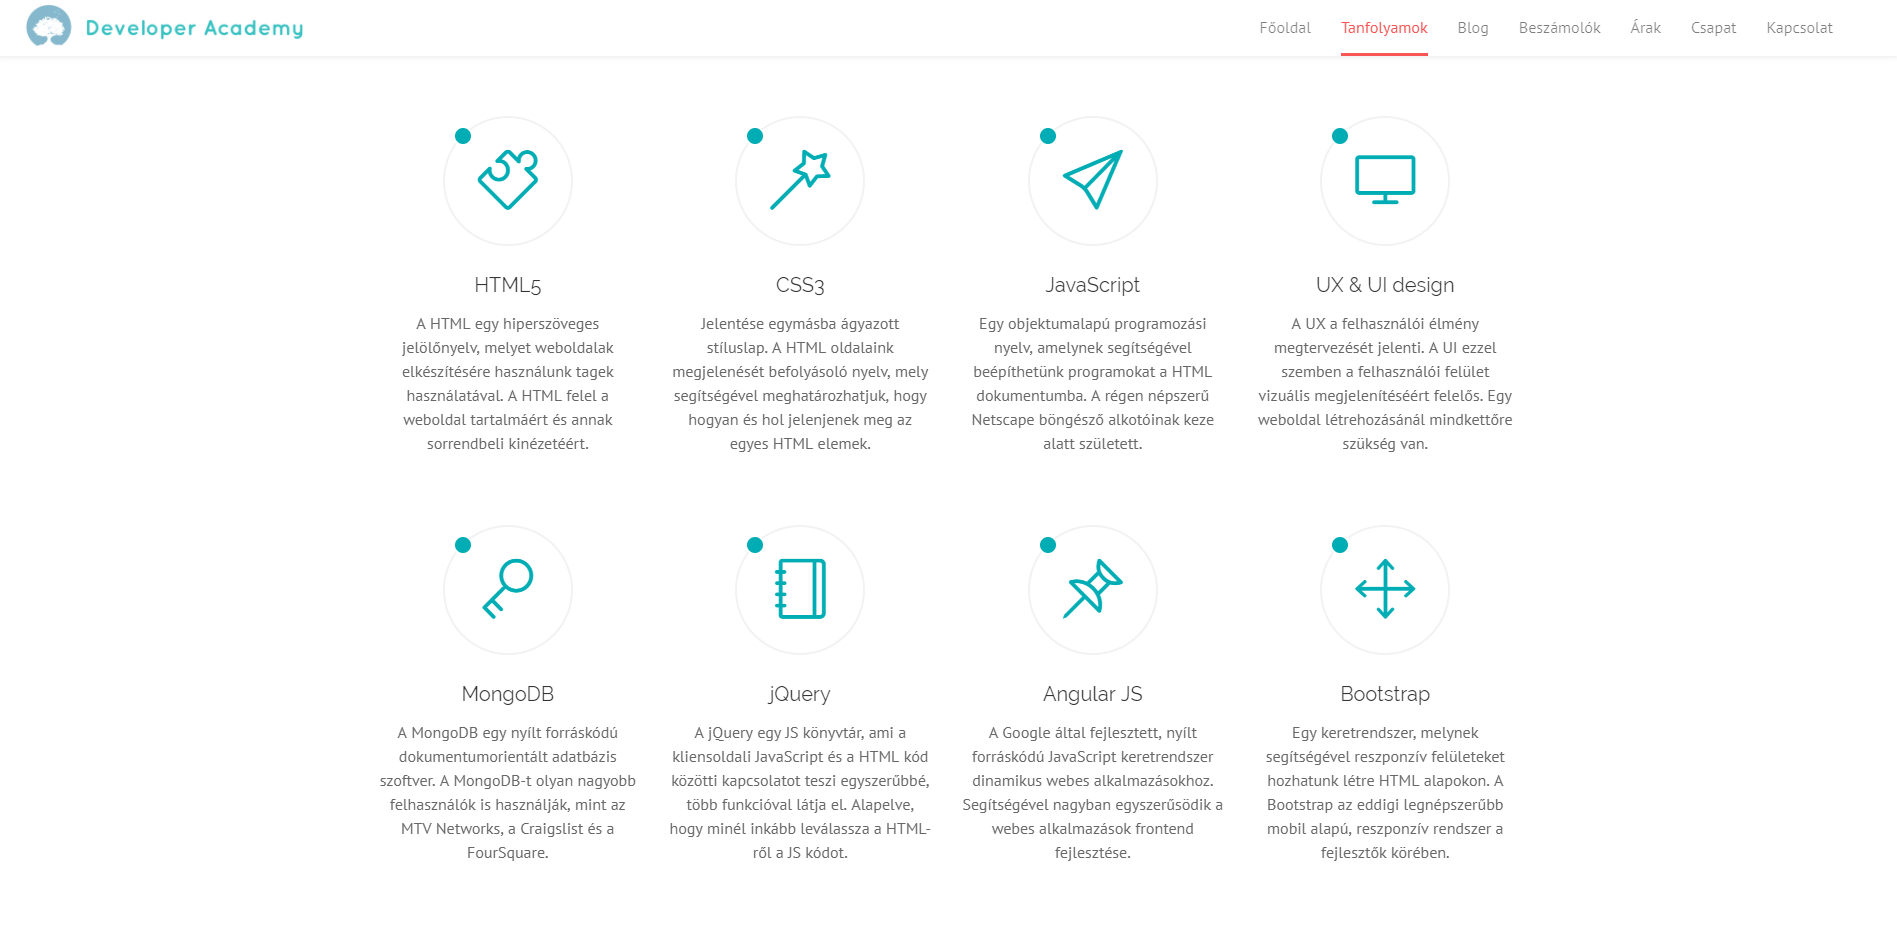 Developer Academy
Főoldal
Tanfolyamok
Blog
Beszámolók
Árak
Csapat
Kapcsolat
HTML5
A HTML egy hiperszöveges
jelölőnyelv, melyet weboldalak
elkészítésére használunk tagek
használatával. A HTML felel a
weboldal tartalmáért és annak
sorrendbeli kinézetéért.
CSS3
Jelentése egymásba ágyazott
stíluslap. A HTML oldalaink
megjelenését befolyásoló nyelv, mely
segítségével meghatározhatjuk, hogy
hogyan és hol jelenjenek meg az
egyes HTML elemek.
JavaScript
Egy objektumalapú programozási
nyelv, amelynek segítségével
beépíthetünk programokat a HTML
dokumentumba. A régen népszerű
Netscape böngésző alkotóinak keze
alatt született.
UX & UI design
A UX a felhasználói élmény
megtervezését jelenti. A UI ezzel
szemben a felhasználói felület
vizuális megjelenítéséért felelős. Egy
weboldal létrehozásánál mindkettőre
szükség van.
MongoDB
A MongoDB egy nyílt forráskódú
dokumentumorientált adatbázis
szoftver. A MongoDB-t olyan nagyobb
felhasználók is használják, mint az
MTV Networks, a Craigslist és a
FourSquare.
jQuery
A jQuery egy JS könyvtár, ami a
kliensoldali JavaScript és a HTML kód
közötti kapcsolatot teszi egyszerűbbé,
több funkcióval látja el. Alapelve,
hogy minél inkább leválassza a HTML-
ről a JS kódot.
Angular JS
A Google által fejlesztett, nyílt
forráskódú JavaScript keretrendszer
dinamikus webes alkalmazásokhoz.
Segítségével nagyban egyszerűsödik a
webes alkalmazások frontend
fejlesztése.
Bootstrap
Egy keretrendszer, melynek
segítségével reszponzív felületeket
hozhatunk létre HTML alapokon. A
Bootstrap az eddigi legnépszerűbb
mobil alapú, reszponzív rendszer a
fejlesztők körében.